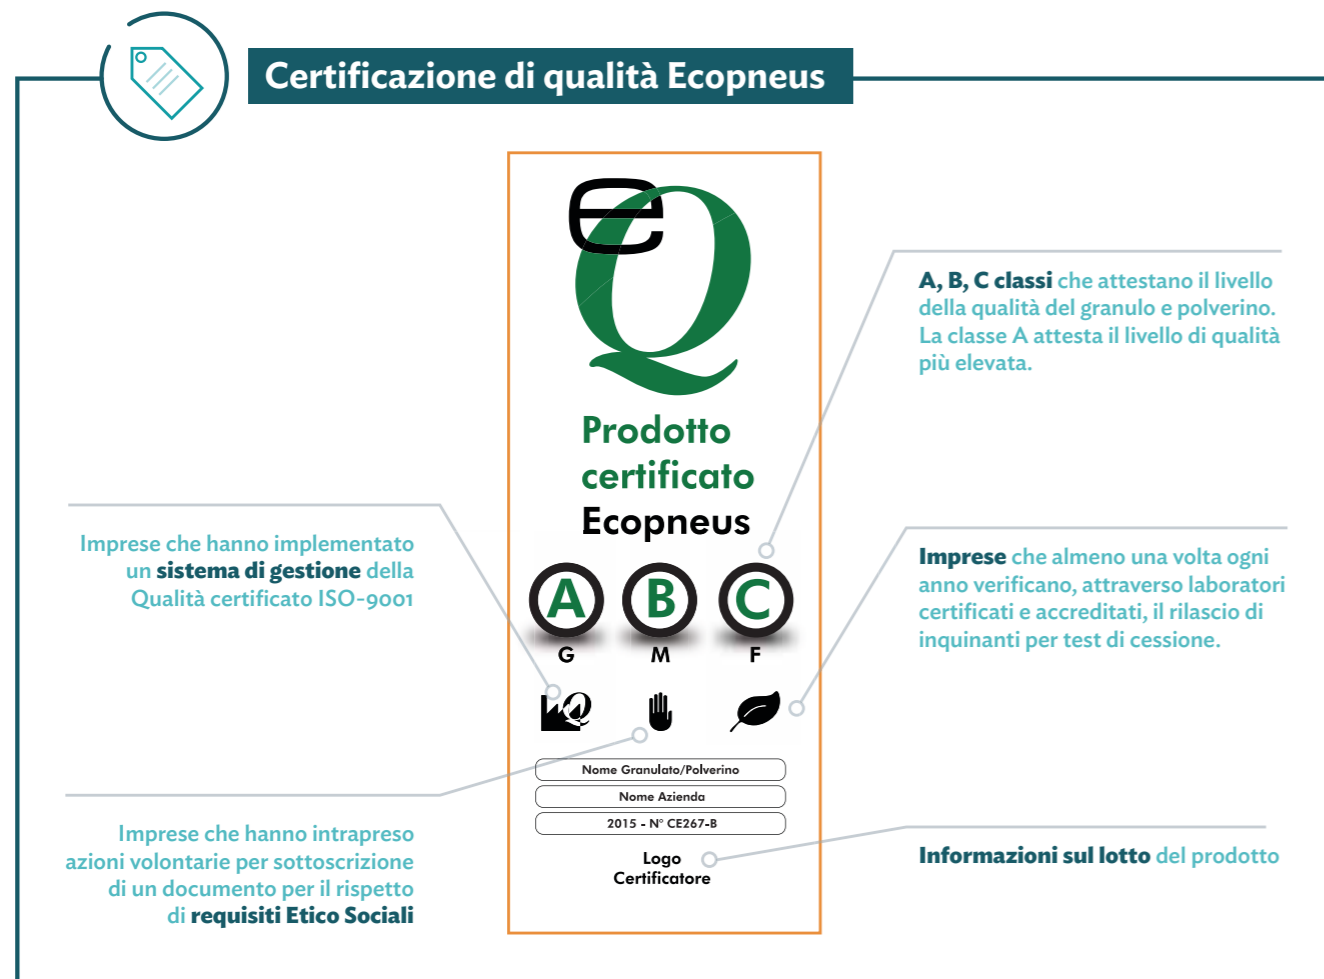 Certificazione di qualità Ecopneus
e
Q
Prodotto
certificato
Ecopneus
A B C
G M F
Q
Nome Granulato/Polverino
Nome Azienda
2015 - N° CE267-B
Logo
Certificatore
Imprese che hanno implementato
un sistema di gestione della
Qualità certificato ISO-9001
Imprese che hanno intrapreso
azioni volontarie per sottoscrizione
di un documento per il rispetto
di requisiti Etico Sociali
A, B, C classi che attestano il livello
della qualità del granulo e polverino.
La classe A attesta il livello di qualità
più elevata.
Imprese che almeno una volta ogni
anno verificano, attraverso laboratori
certificati e accreditati, il rilascio di
inquinanti per test di cessione.
Informazioni sul lotto del prodotto